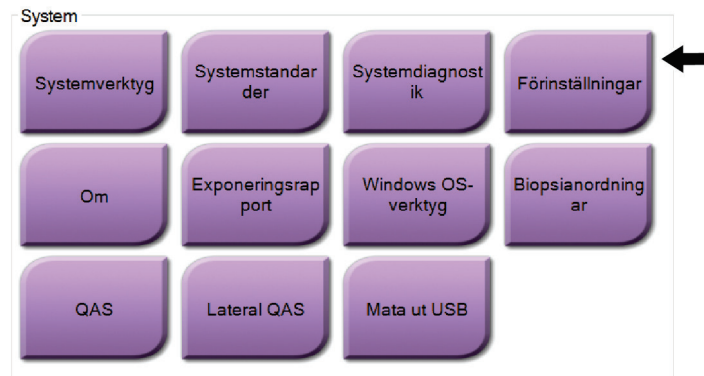 System
Systemverktyg
Systemstandar
der
Systemdiagnost
ik
Förinställningar
Om
Exponeringsrap
port
Windows OS-
verktyg
Biopsianordning
ar
QAS
Lateral QAS
Mata ut USB